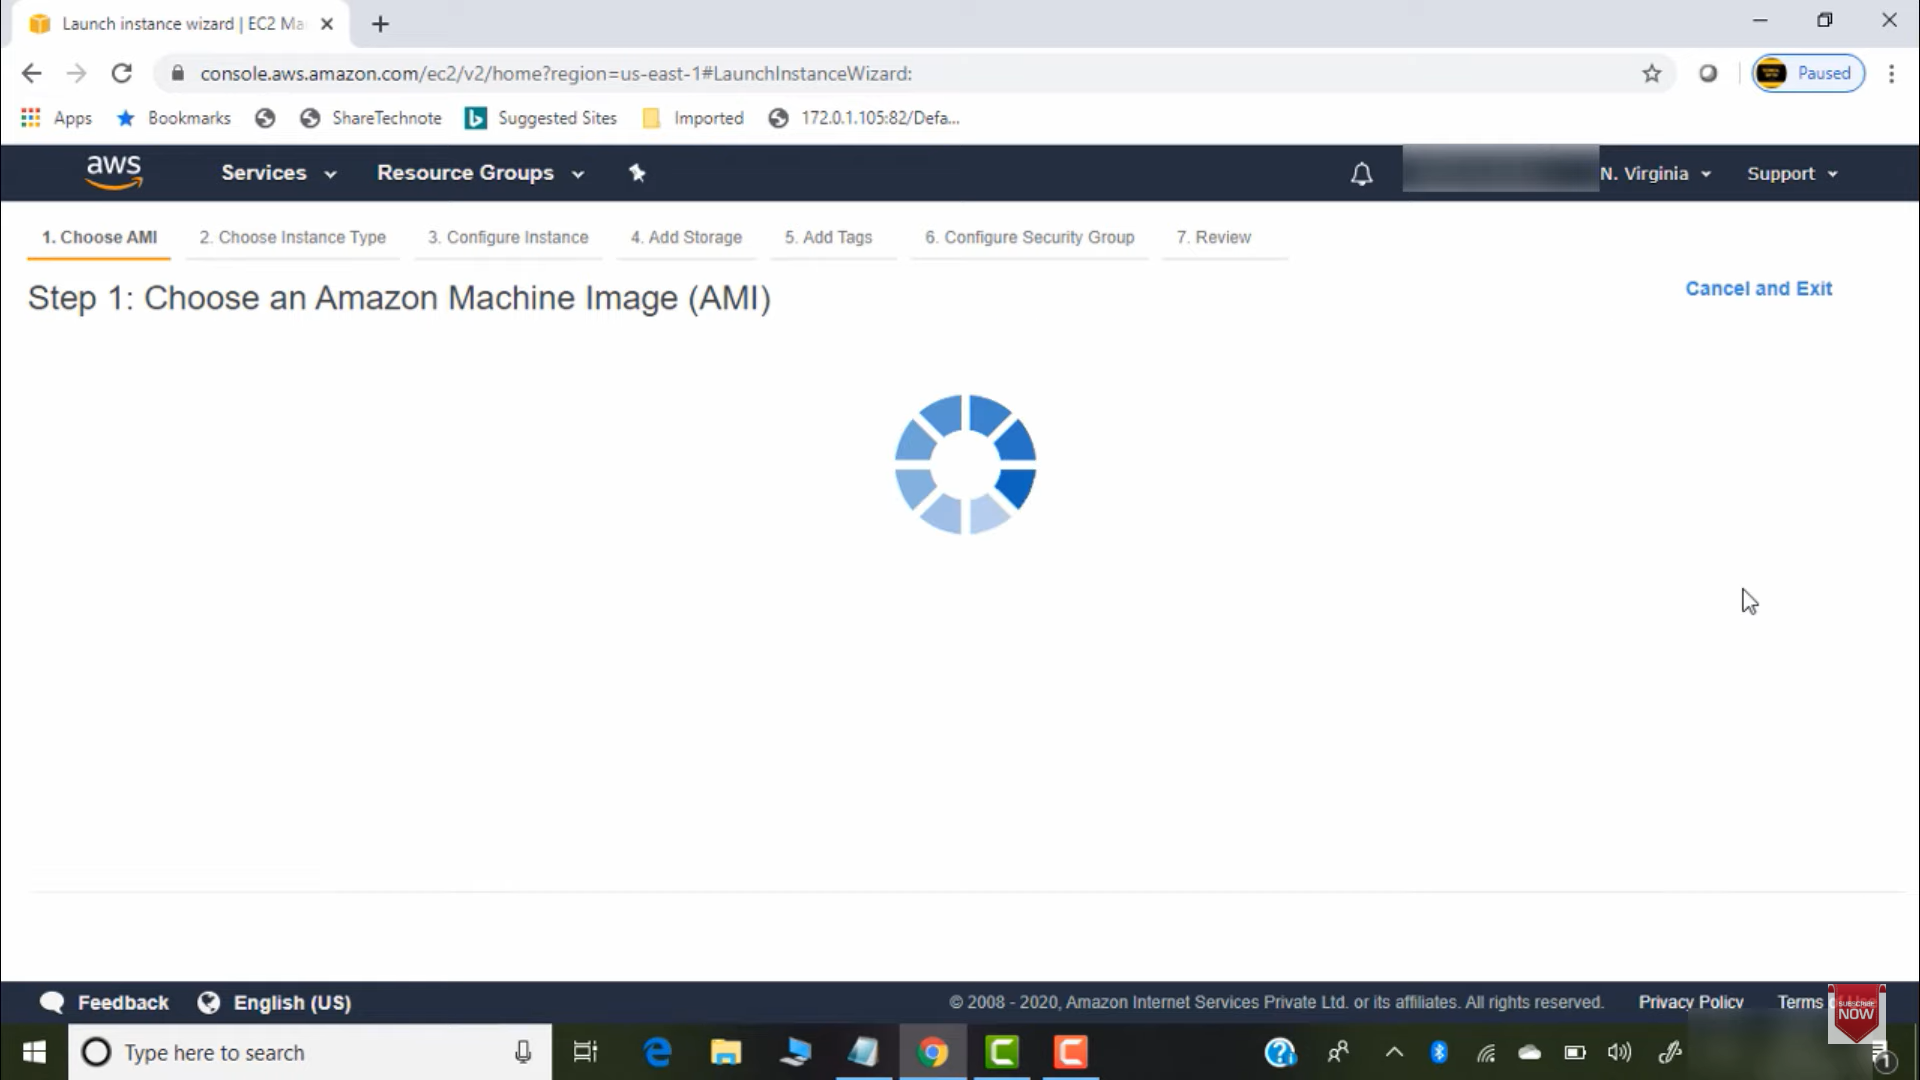 Launch instance wizard | EC2 Ma
console.aws.amazon.com/ec2/v2/home?region=us-east-1#LaunchInstanceWizard:
Paused
Apps
Bookmarks
ShareTechnote
Suggested Sites
Imported
172.0.1.105:82/Defa...
aws
Services
Resource Groups
N. Virginia
Support
1. Choose AMI
2. Choose Instance Type
3. Configure Instance
4. Add Storage
5. Add Tags
6. Configure Security Group
7. Review
Step 1: Choose an Amazon Machine Image (AMI)
Cancel and Exit
Feedback
English (US)
© 2008 - 2020, Amazon Internet Services Private Ltd. or its affiliates. All rights reserved.
Privacy Policy
Terms
SUBSCRIBE
NOW
Type here to search
1